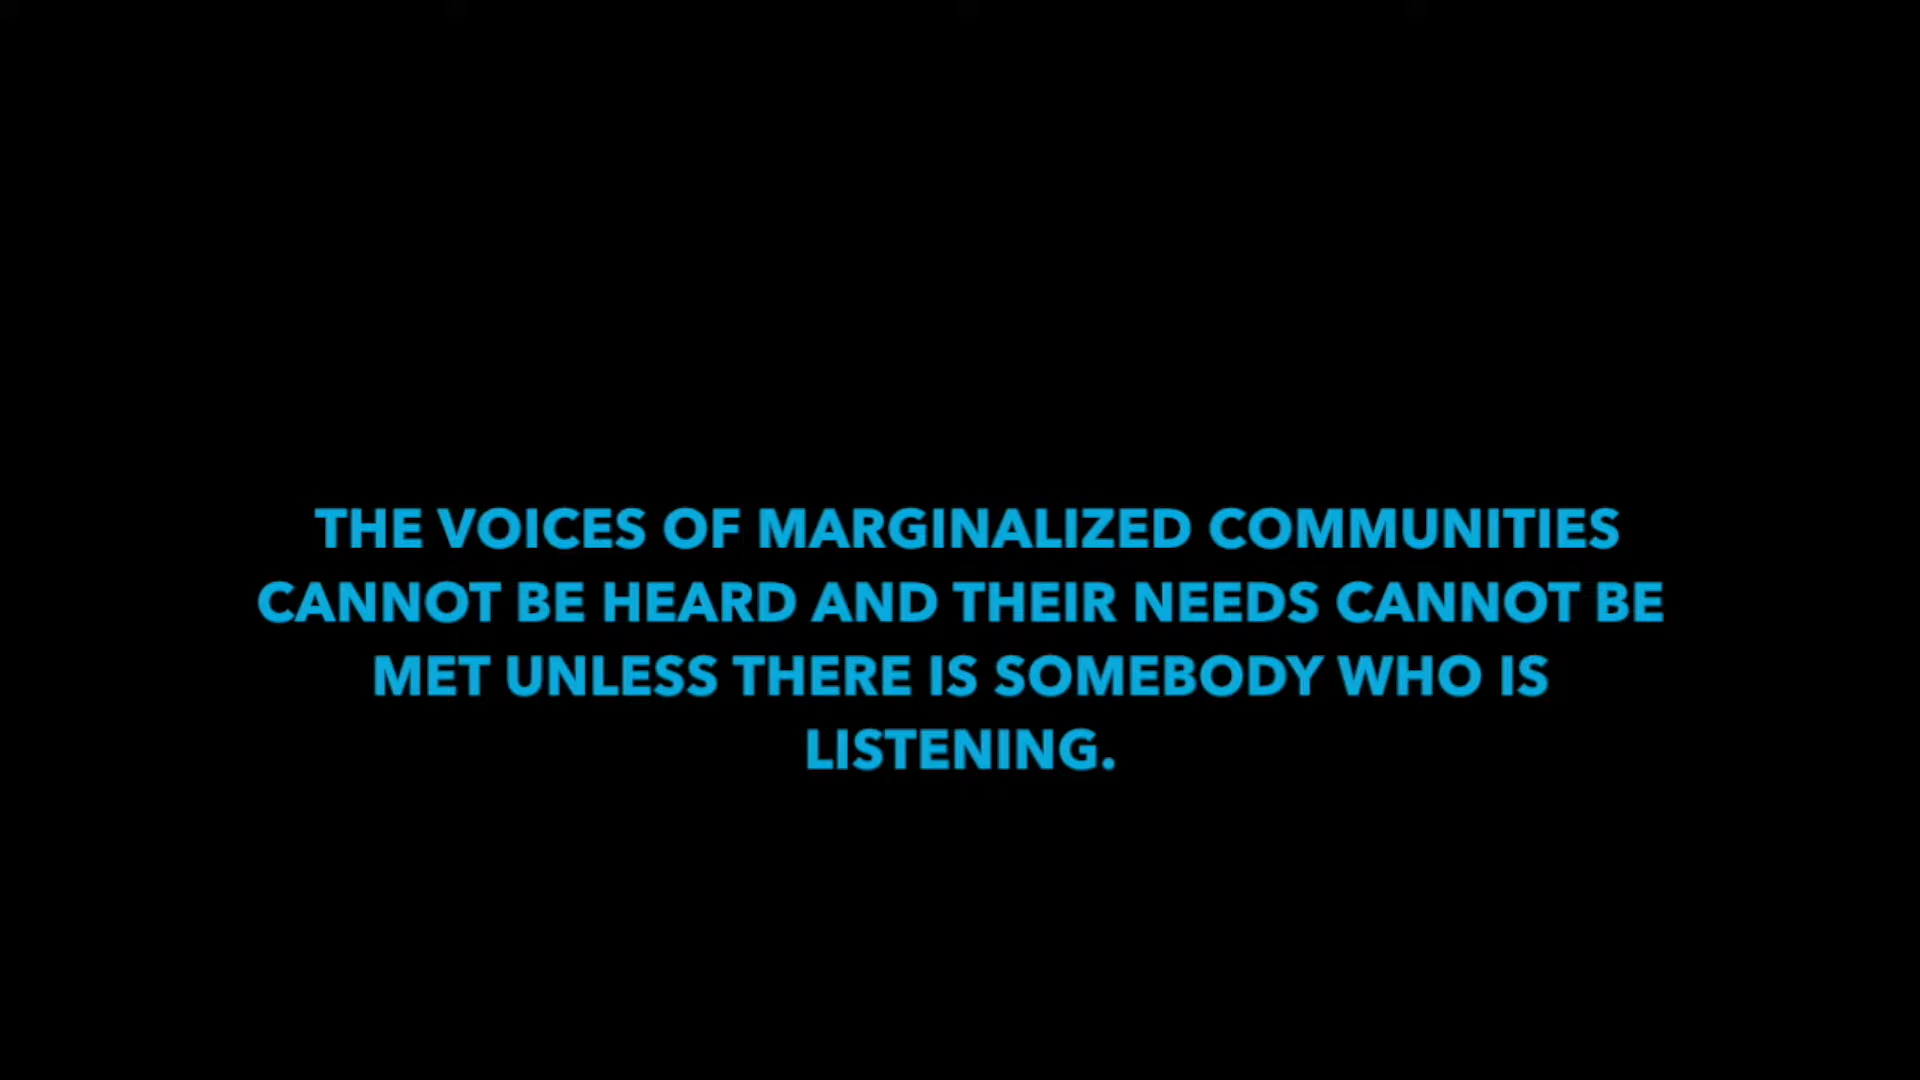 THE VOICES OF MARGINALIZED COMMUNITIES
CANNOT BE HEARD AND THEIR NEEDS CANNOT BE
MET UNLESS THERE IS SOMEBODY WHO IS
LISTENING.